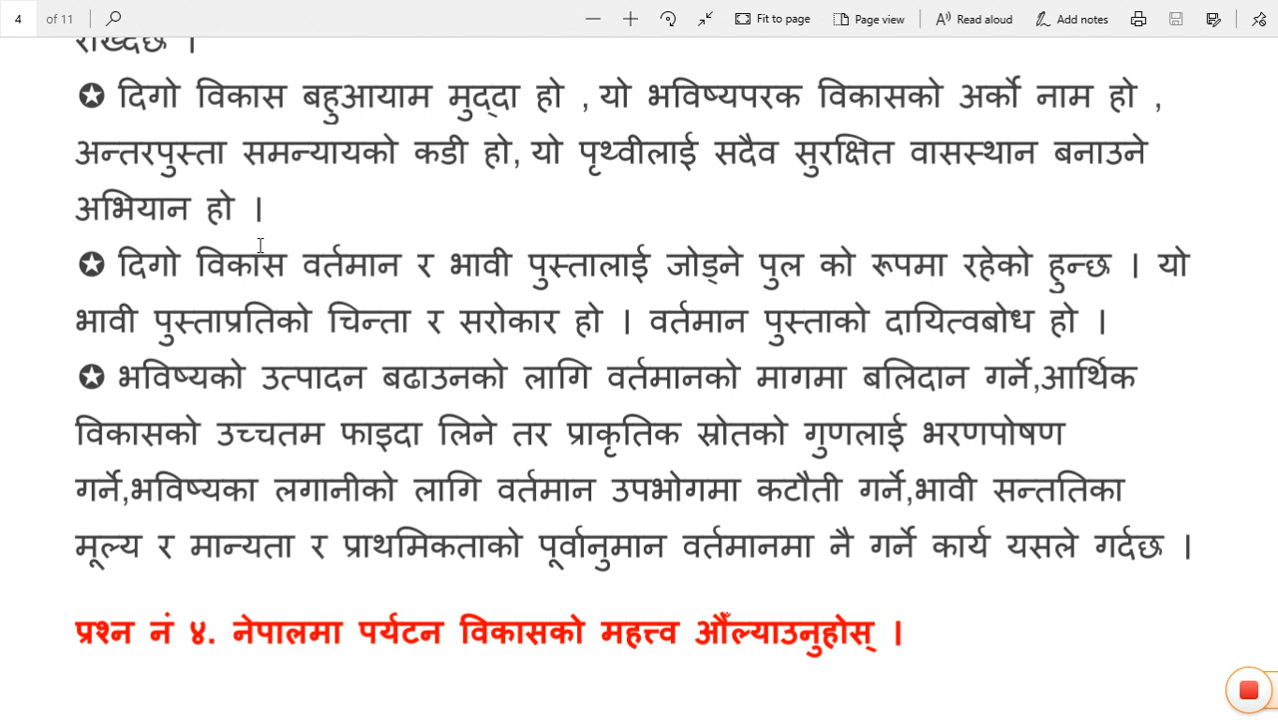 4 of 11 Fit to page Page view Read aloud Add notes
राख्दछ ।
✪ दिगो विकास बहुआयाम मुद्दा हो , यो भविष्यपरक विकासको अर्को नाम हो ,
अन्तरपुस्ता समन्यायको कडी हो, यो पृथ्वीलाई सदैव सुरक्षित वासस्थान बनाउने
अभियान हो ।
✪ दिगो विकास वर्तमान र भावी पुस्तालाई जोड्ने पुल को रूपमा रहेको हुन्छ । यो
भावी पुस्ताप्रतिको चिन्ता र सरोकार हो । वर्तमान पुस्ताको दायित्वबोध हो ।
✪ भविष्यको उत्पादन बढाउनको लागि वर्तमानको मागमा बलिदान गर्ने,आर्थिक
विकासको उच्चतम फाइदा लिने तर प्राकृतिक स्रोतको गुणलाई भरणपोषण
गर्ने,भविष्यका लगानीको लागि वर्तमान उपभोगमा कटौती गर्ने,भावी सन्ततिका
मूल्य र मान्यता र प्राथमिकताको पूर्वानुमान वर्तमानमा नै गर्ने कार्य यसले गर्दछ ।
प्रश्न नं ४. नेपालमा पर्यटन विकासको महत्त्व औँल्याउनुहोस् ।